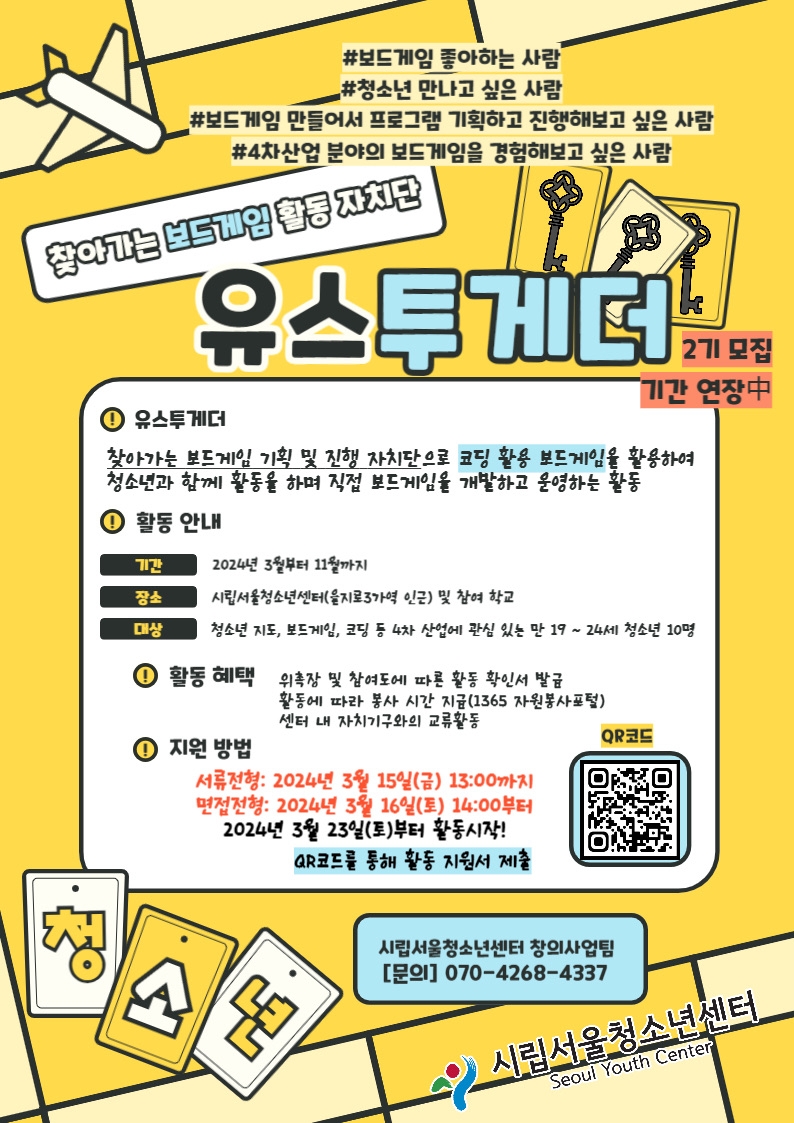 #보드게임 좋아하는 사람
#청소년 만나고 싶은 사람
#보드게임 만들어서 프로그램 기획하고 진행해보고 싶은 사람
#4차산업 분야의 보드게임을 경험해보고 싶은 사람
찾아가는 보드게임 활동 자치단
유스투게더
2기 모집
기간 연장中
! 유스투게더
찾아가는 보드게임 기획 및 진행 자치단으로 코딩 활용 보드게임을 활용하여
청소년과 함께 활동을 하며 직접 보드게임을 개발하고 운영하는 활동
! 활동 안내
기간 2024년 3월부터 11월까지
장소 시립서울청소년센터(을지로3가역 인근) 및 참여 학교
대상 청소년 지도, 보드게임, 코딩 등 4차 산업에 관심 있는 만 19 ~ 24세 청소년 10명
! 활동 혜택 위촉장 및 참여도에 따른 활동 확인서 발급
활동에 따라 봉사 시간 지급(1365 자원봉사포털)
센터 내 자치기구와의 교류활동
! 지원 방법
QR코드
서류전형: 2024년 3월 15일(금) 13:00까지
면접전형: 2024년 3월 16일(토) 14:00부터
2024년 3월 23일(토)부터 활동시작!
QR코드를 통해 활동 지원서 제출
청소년
시립서울청소년센터 창의사업팀
[문의] 070-4268-4337
시립서울청소년센터
Seoul Youth Center